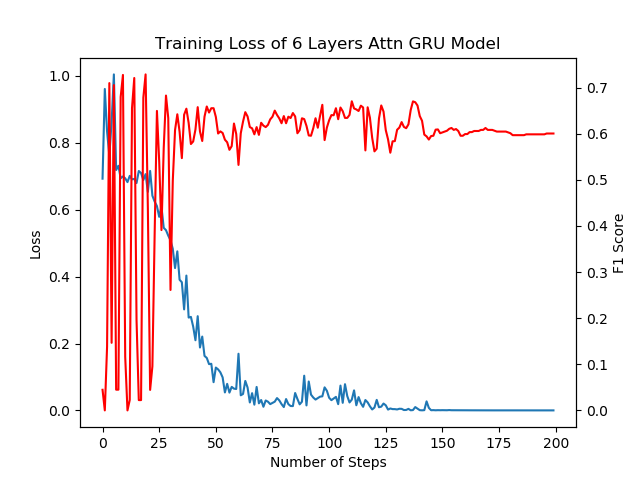 Training Loss of 6 Layers Attn GRU Model
1.0
0.8
0.6
0.4
0.2
0.0
Loss
0.7
0.6
0.5
0.4
0.3
0.2
0.1
0.0
F1 Score
0 25 50 75 100 125 150 175 200
Number of Steps